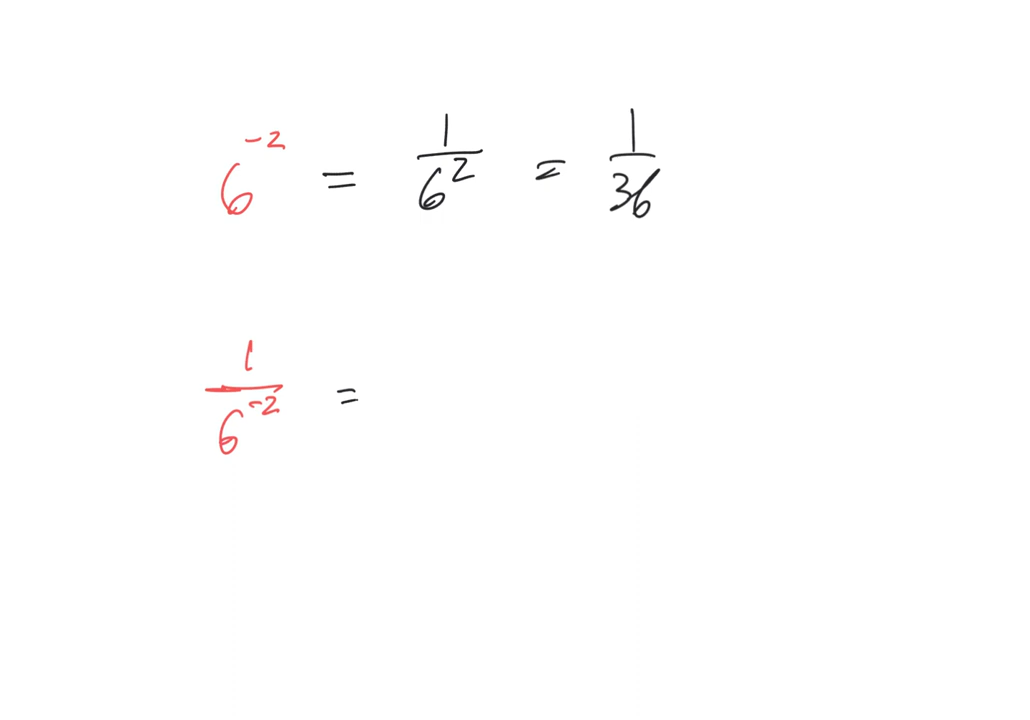 6^-2 = 1/6^2 = 1/36
1/6^-2 =